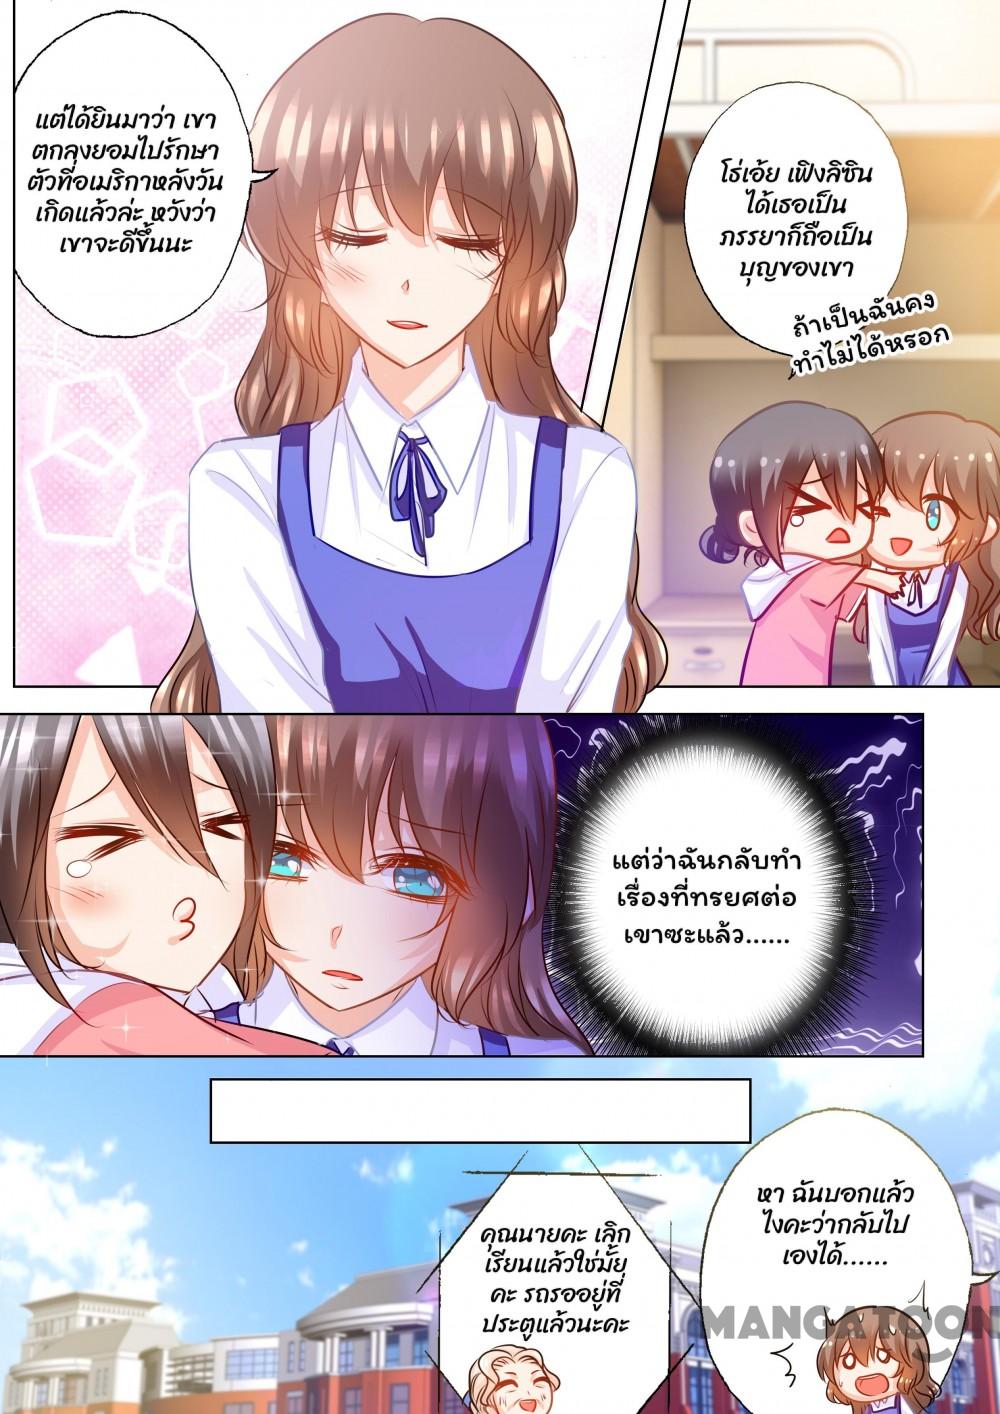 แต่ได้ยินมาว่า เขา
ตกลงยอมไปรักษา
ตัวที่อเมริกาหลังวัน
เกิดแล้วล่ะ หวังว่า
เขาจะดีขึ้นนะ
โธ่เอ้ย เฟิงลิซิน
ได้เธอเป็น
ภรรยาก็ถือเป็น
บุญของเขา
ถ้าเป็นฉันคง
ทำไม่ได้หรอก
แต่ว่าฉันกลับทำ
เรื่องที่ทรยศต่อ
เขาซะแล้ว......
คุณนายคะ เลิก
เรียนแล้วใช่มั้ย
คะ รถรออยู่ที่
ประตูแล้วนะคะ
หา ฉันบอกแล้ว
ไงคะว่ากลับไป
เองได้......
MANGATOON